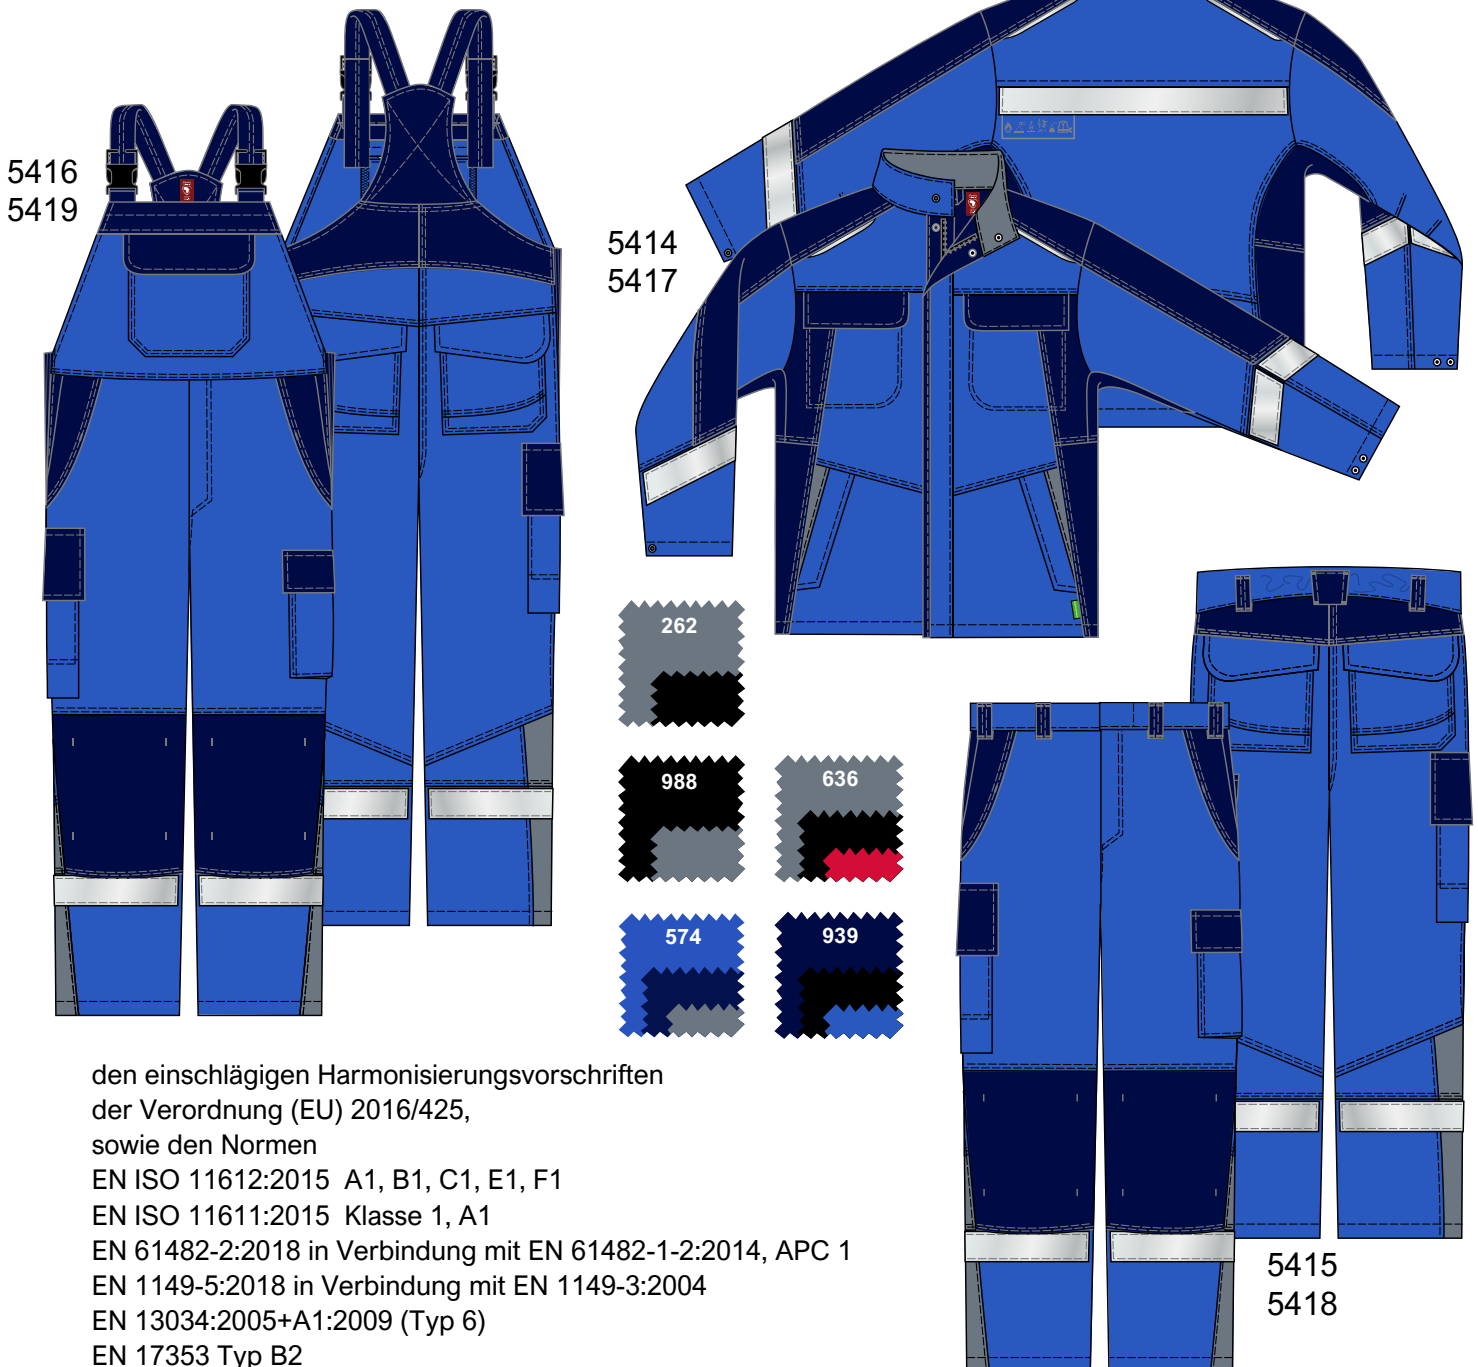 5416
5419
5414
5417
262
988
636
574
939
den einschlägigen Harmonisierungsvorschriften
der Verordnung (EU) 2016/425,
sowie den Normen
EN ISO 11612:2015 A1, B1, C1, E1, F1
EN ISO 11611:2015 Klasse 1, A1
EN 61482-2:2018 in Verbindung mit EN 61482-1-2:2014, APC 1
EN 1149-5:2018 in Verbindung mit EN 1149-3:2004
EN 13034:2005+A1:2009 (Typ 6)
EN 17353 Typ B2
5415
5418